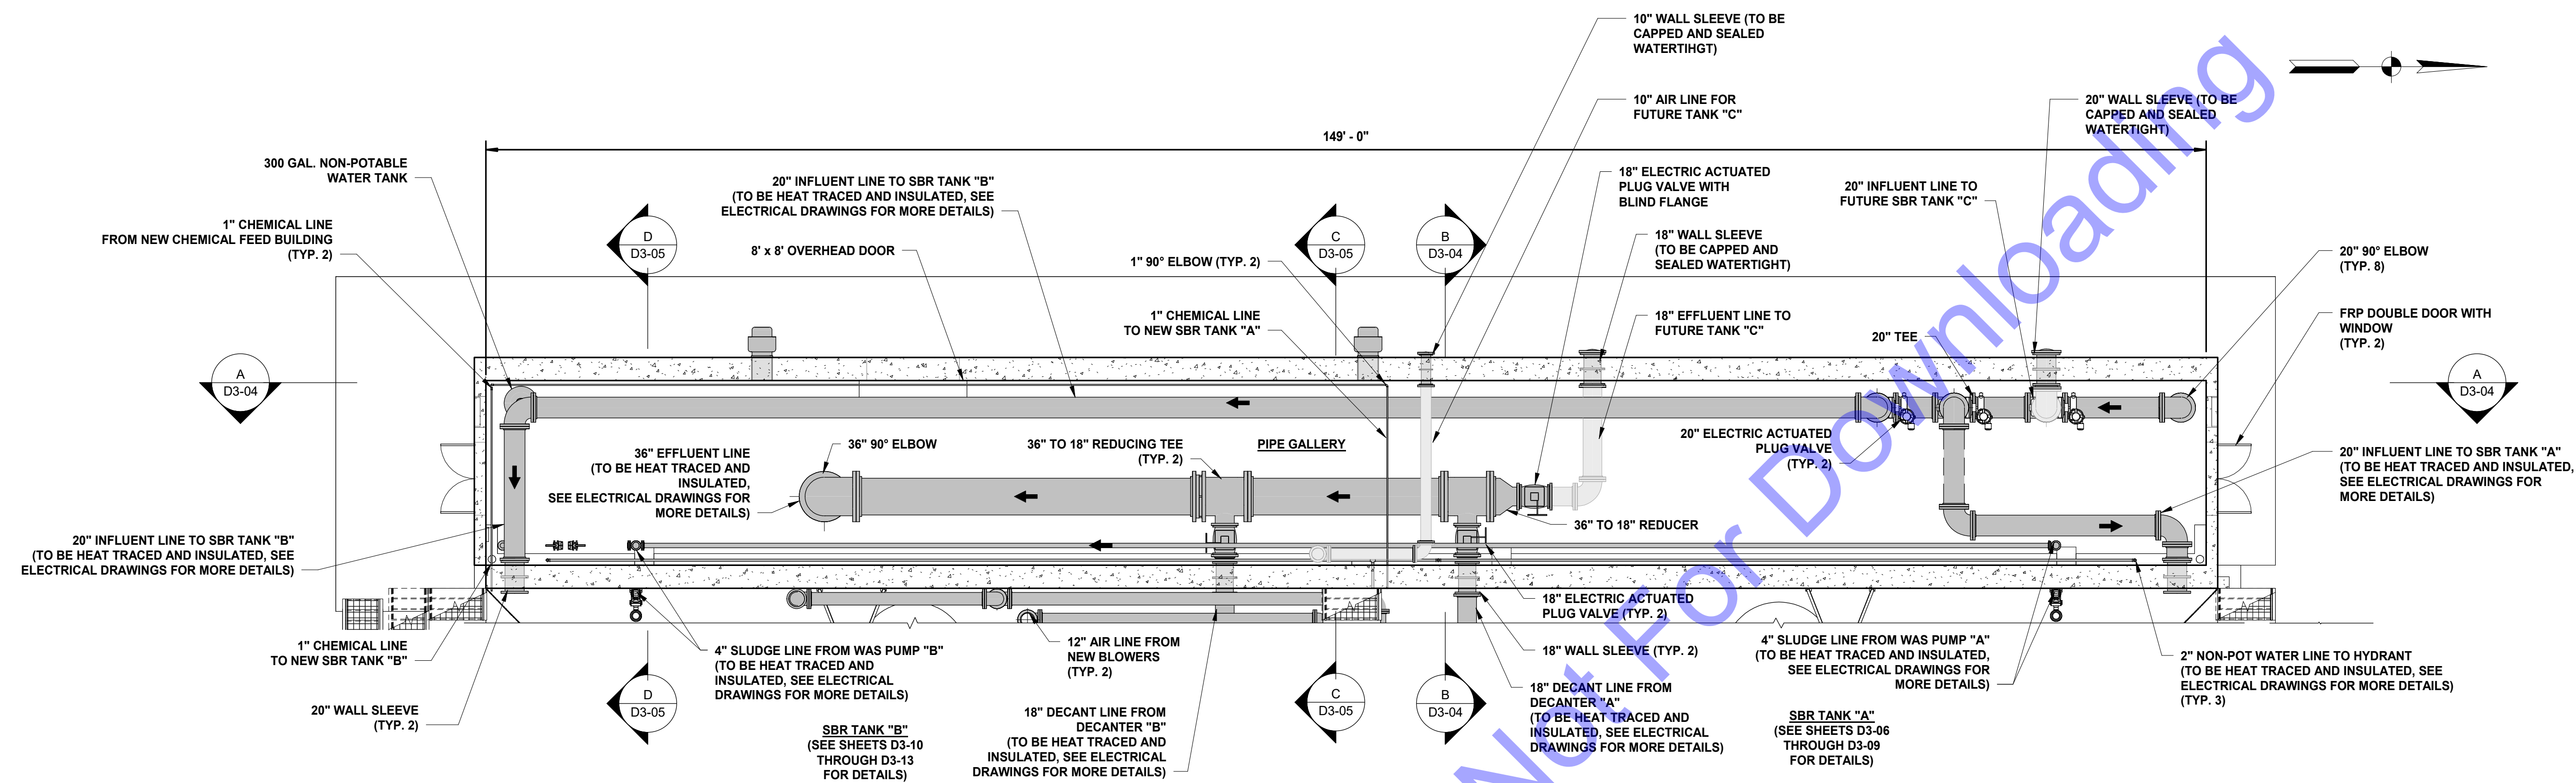 10" WALL SLEEVE (TO BE
CAPPED AND SEALED
WATERTIHGT)
10" AIR LINE FOR
FUTURE TANK "C"
20" WALL SLEEVE (TO BE
CAPPED AND SEALED
WATERTIGHT)
149' - 0"
300 GAL. NON-POTABLE
WATER TANK
20" INFLUENT LINE TO SBR TANK "B"
(TO BE HEAT TRACED AND INSULATED, SEE
ELECTRICAL DRAWINGS FOR MORE DETAILS)
18" ELECTRIC ACTUATED
PLUG VALVE WITH
BLIND FLANGE
20" INFLUENT LINE TO
FUTURE SBR TANK "C"
1" CHEMICAL LINE
FROM NEW CHEMICAL FEED BUILDING
(TYP. 2)
D
D3-05
8' x 8' OVERHEAD DOOR
C
D3-05
B
D3-04
1" 90° ELBOW (TYP. 2)
18" WALL SLEEVE
(TO BE CAPPED AND
SEALED WATERTIGHT)
20" 90° ELBOW
(TYP. 8)
1" CHEMICAL LINE
TO NEW SBR TANK "A"
18" EFFLUENT LINE TO
FUTURE TANK "C"
20" TEE
FRP DOUBLE DOOR WITH
WINDOW
(TYP. 2)
A
D3-04
A
D3-04
36" EFFLUENT LINE
(TO BE HEAT TRACED AND
INSULATED,
SEE ELECTRICAL DRAWINGS FOR
MORE DETAILS)
36" 90° ELBOW
36" TO 18" REDUCING TEE
(TYP. 2)
PIPE GALLERY
20" ELECTRIC ACTUATED
PLUG VALVE
(TYP. 2)
20" INFLUENT LINE TO SBR TANK "A"
(TO BE HEAT TRACED AND INSULATED,
SEE ELECTRICAL DRAWINGS FOR
MORE DETAILS)
36" TO 18" REDUCER
20" INFLUENT LINE TO SBR TANK "B"
(TO BE HEAT TRACED AND INSULATED, SEE
ELECTRICAL DRAWINGS FOR MORE DETAILS)
18" ELECTRIC ACTUATED
PLUG VALVE (TYP. 2)
1" CHEMICAL LINE
TO NEW SBR TANK "B"
4" SLUDGE LINE FROM WAS PUMP "B"
(TO BE HEAT TRACED AND
INSULATED, SEE ELECTRICAL
DRAWINGS FOR MORE DETAILS)
12" AIR LINE FROM
NEW BLOWERS
(TYP. 2)
18" WALL SLEEVE (TYP. 2)
4" SLUDGE LINE FROM WAS PUMP "A"
(TO BE HEAT TRACED AND INSULATED,
SEE ELECTRICAL DRAWINGS FOR
MORE DETAILS)
2" NON-POT WATER LINE TO HYDRANT
(TO BE HEAT TRACED AND INSULATED, SEE
ELECTRICAL DRAWINGS FOR MORE DETAILS)
(TYP. 3)
20" WALL SLEEVE
(TYP. 2)
D
D3-05
SBR TANK "B"
(SEE SHEETS D3-10
THROUGH D3-13
FOR DETAILS)
18" DECANT LINE FROM
DECANTER "B"
(TO BE HEAT TRACED AND
INSULATED, SEE ELECTRICAL
DRAWINGS FOR MORE DETAILS)
C
D3-05
B
D3-04
18" DECANT LINE FROM
DECANTER "A"
(TO BE HEAT TRACED AND
INSULATED, SEE ELECTRICAL
DRAWINGS FOR MORE DETAILS)
SBR TANK "A"
(SEE SHEETS D3-06
THROUGH D3-09
FOR DETAILS)
Not For Downloading